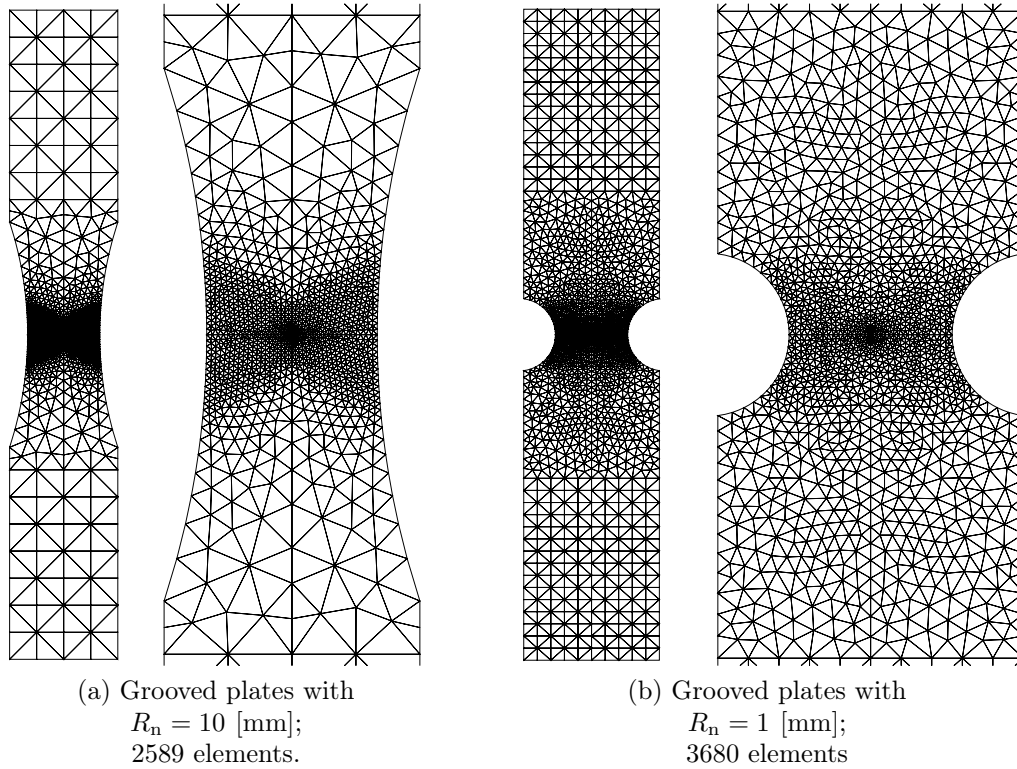 (a) Grooved plates with
R_n = 10 [mm];
2589 elements.
(b) Grooved plates with
R_n = 1 [mm];
3680 elements